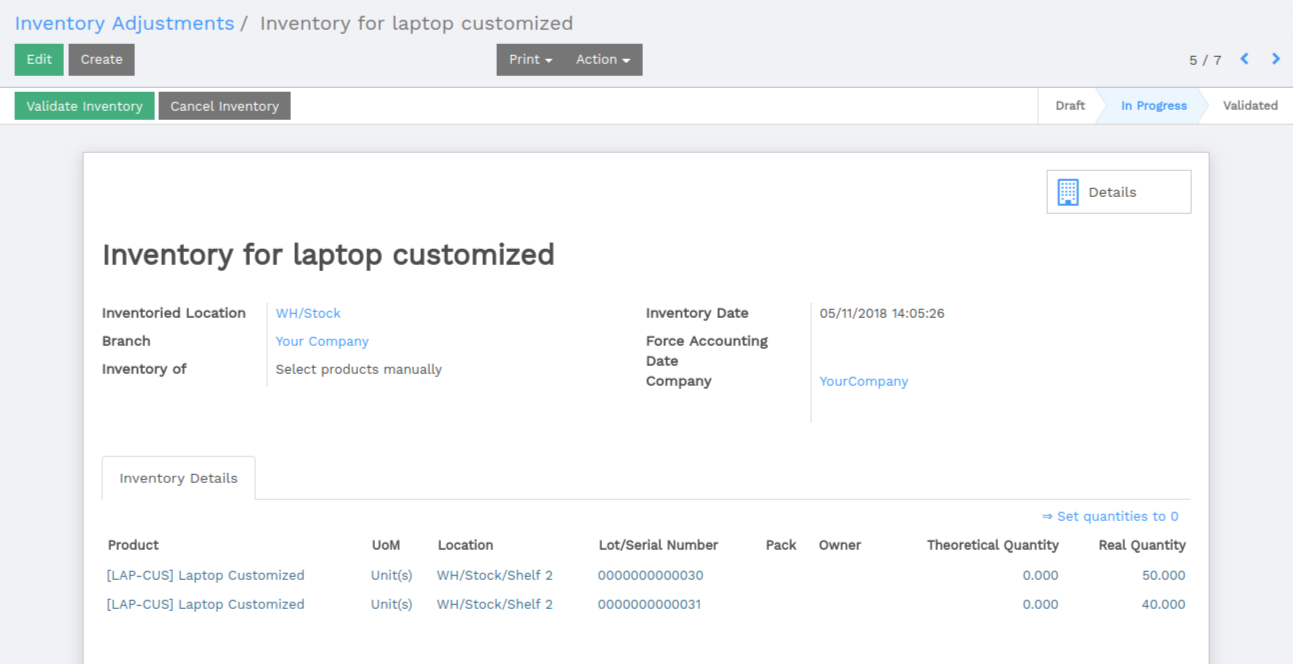 Inventory Adjustments / Inventory for laptop customized
Edit Create Print Action 5 / 7
Validate Inventory Cancel Inventory Draft In Progress Validated
Details
Inventory for laptop customized
Inventoried Location WH/Stock Inventory Date 05/11/2018 14:05:26
Branch Your Company Force Accounting
Date
Inventory of Select products manually Company YourCompany
Inventory Details
⇒ Set quantities to 0
Product UoM Location Lot/Serial Number Pack Owner Theoretical Quantity Real Quantity
[LAP-CUS] Laptop Customized Unit(s) WH/Stock/Shelf 2 0000000000030 0.000 50.000
[LAP-CUS] Laptop Customized Unit(s) WH/Stock/Shelf 2 0000000000031 0.000 40.000